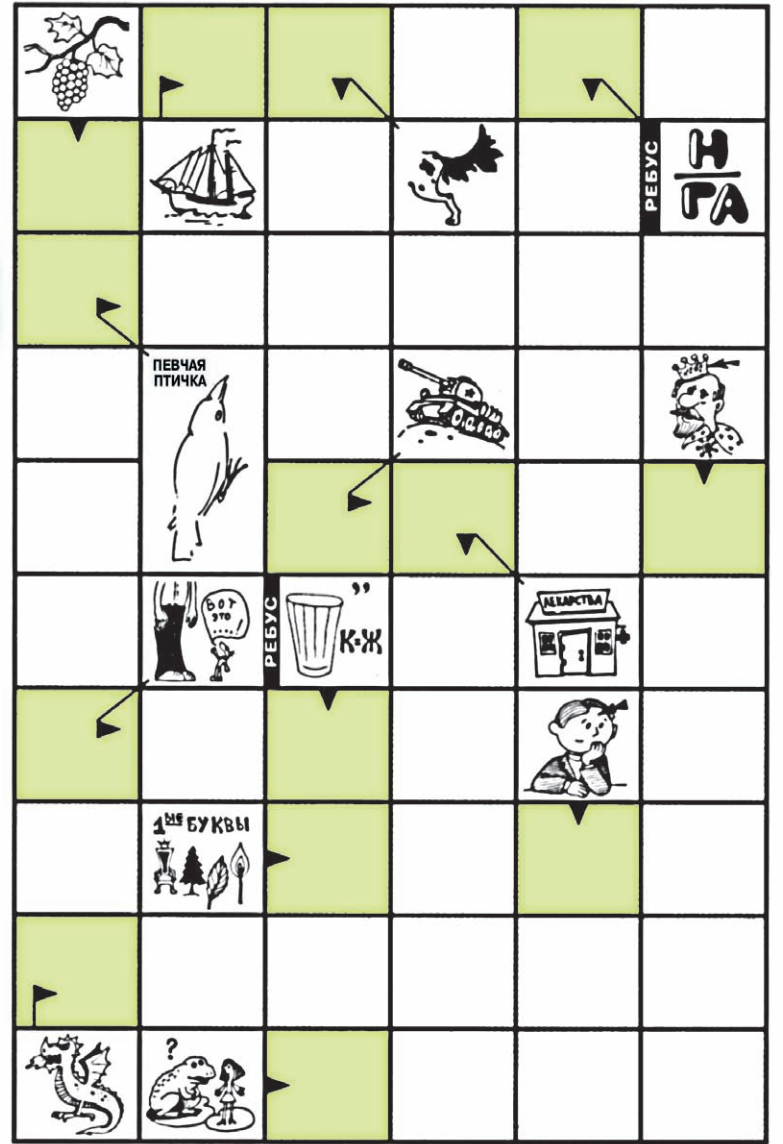 РЕБУС
Н
ГА
ПЕВЧАЯ
ПТИЧКА
ВОТ
ЭТО
РЕБУС
,,
К=Ж
ЛЕКАРСТВА
1ЫЕ БУКВЫ
?